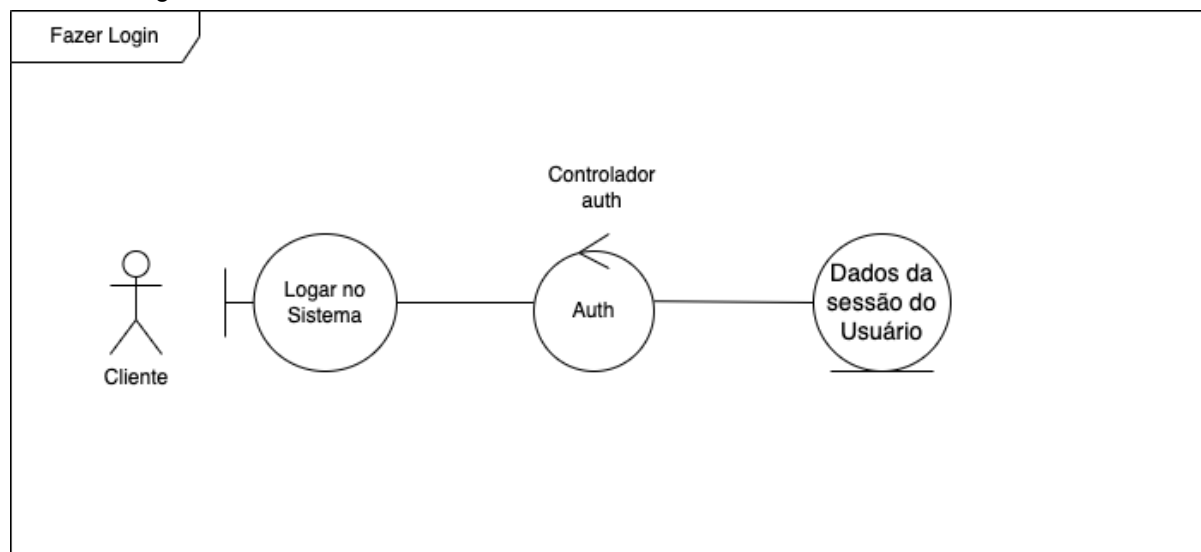 Fazer Login
Controlador
auth
Logar no
Sistema
Auth
Dados da
sessão do
Usuário
Cliente